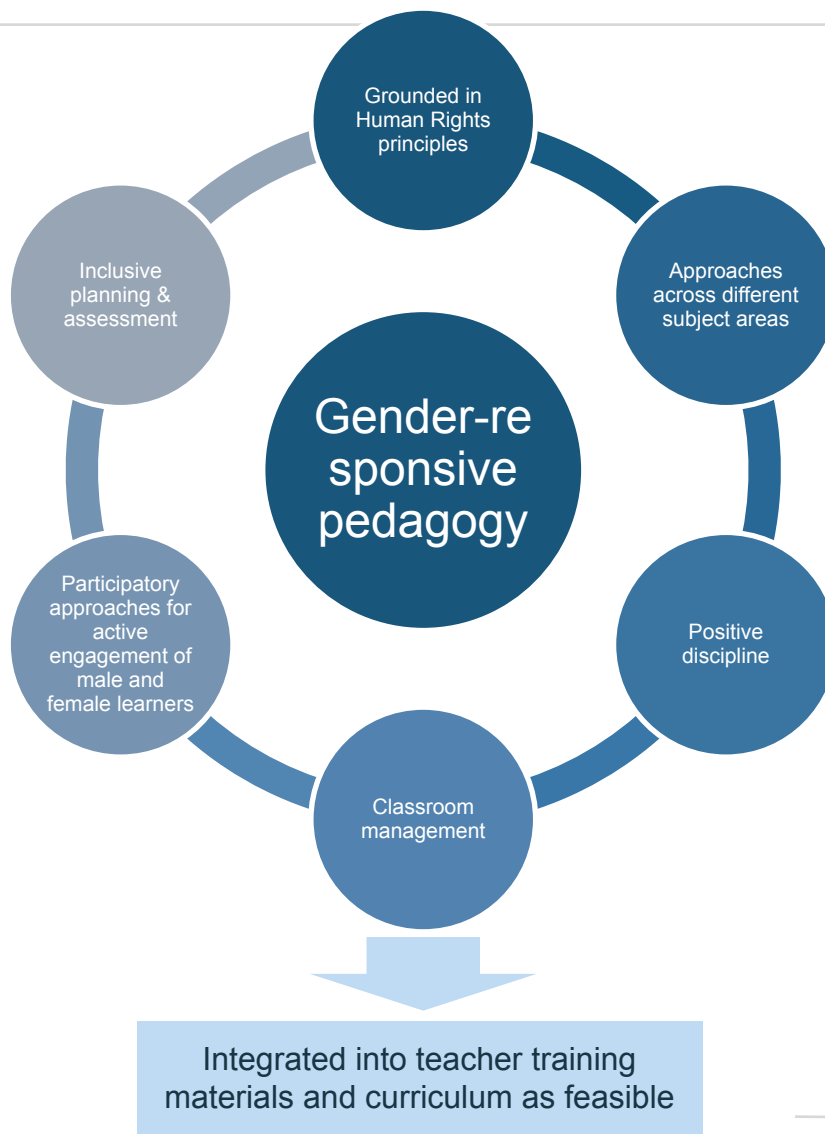 Grounded in
Human Rights
principles
Approaches
across different
subject areas
Positive
discipline
Classroom
management
Participatory
approaches for
active
engagement of
male and
female learners
Inclusive
planning &
assessment
Gender-re
sponsive
pedagogy
Integrated into teacher training
materials and curriculum as feasible